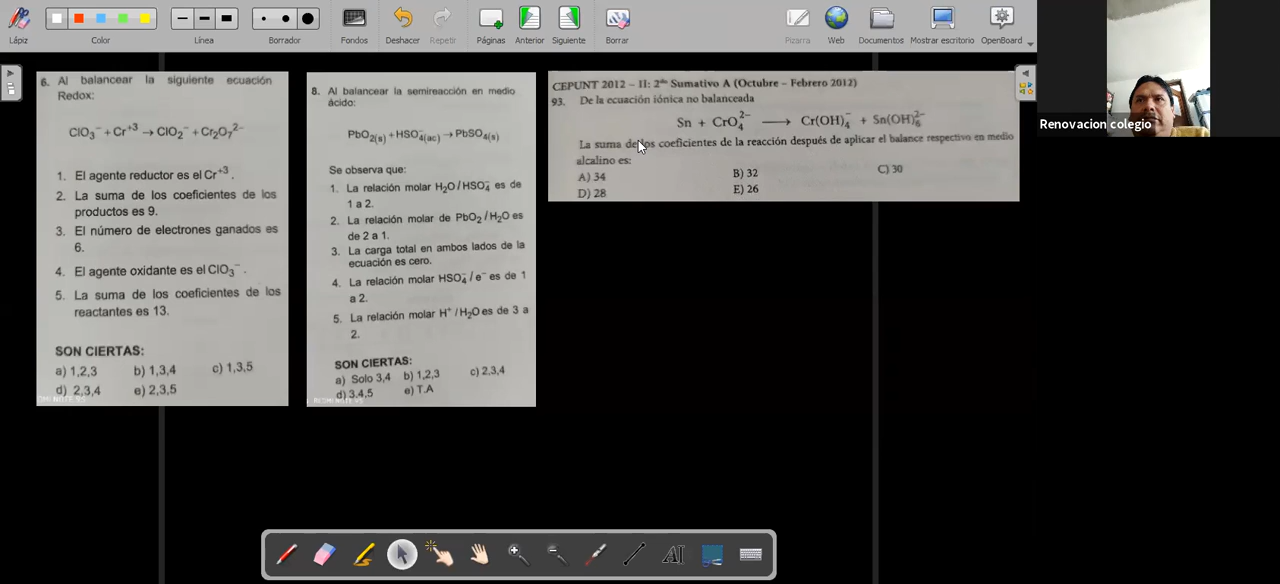 Lápiz
Color
Línea
Borrador
Fondos
Deshacer
Repetir
Páginas
Anterior
Siguiente
Borrar
Pizarra
Web
Documentos
Mostrar escritorio
OpenBoard
6. Al balancear la siguiente ecuación
Redox:
ClO₃⁻ + Cr⁺³ → ClO₂⁻ + Cr₂O₇²⁻
1. El agente reductor es el Cr⁺³.
2. La suma de los coeficientes de los
productos es 9.
3. El número de electrones ganados es
6.
4. El agente oxidante es el ClO₃⁻.
5. La suma de los coeficientes de los
reactantes es 13.
SON CIERTAS:
a) 1,2,3 b) 1,3,4 c) 1,3,5
d) 2,3,4 e) 2,3,5
8. Al balancear la semireacción en medio
ácido:
PbO₂₍ₛ₎ + HSO₄⁻(ac) → PbSO₄₍ₛ₎
Se observa que:
1. La relación molar H₂O/HSO₄⁻ es de
1 a 2.
2. La relación molar de PbO₂/H₂O es
de 2 a 1.
3. La carga total en ambos lados de la
ecuación es cero.
4. La relación molar HSO₄⁻/e⁻ es de 1
a 2.
5. La relación molar H⁺/H₂O es de 3 a
2.
SON CIERTAS:
a) Solo 3,4 b) 1,2,3 c) 2,3,4
d) 3,4,5 e) T.A
CEPUNT 2012 – II: 2do Sumativo A (Octubre – Febrero 2012)
93. De la ecuación iónica no balanceada
Sn + CrO₄²⁻ ⟶ Cr(OH)₄⁻ + Sn(OH)₆²⁻
La suma de los coeficientes de la reacción después de aplicar el balance respectivo en medio
alcalino es:
A) 34 B) 32 C) 30
D) 28 E) 26
Renovacion colegio
AI